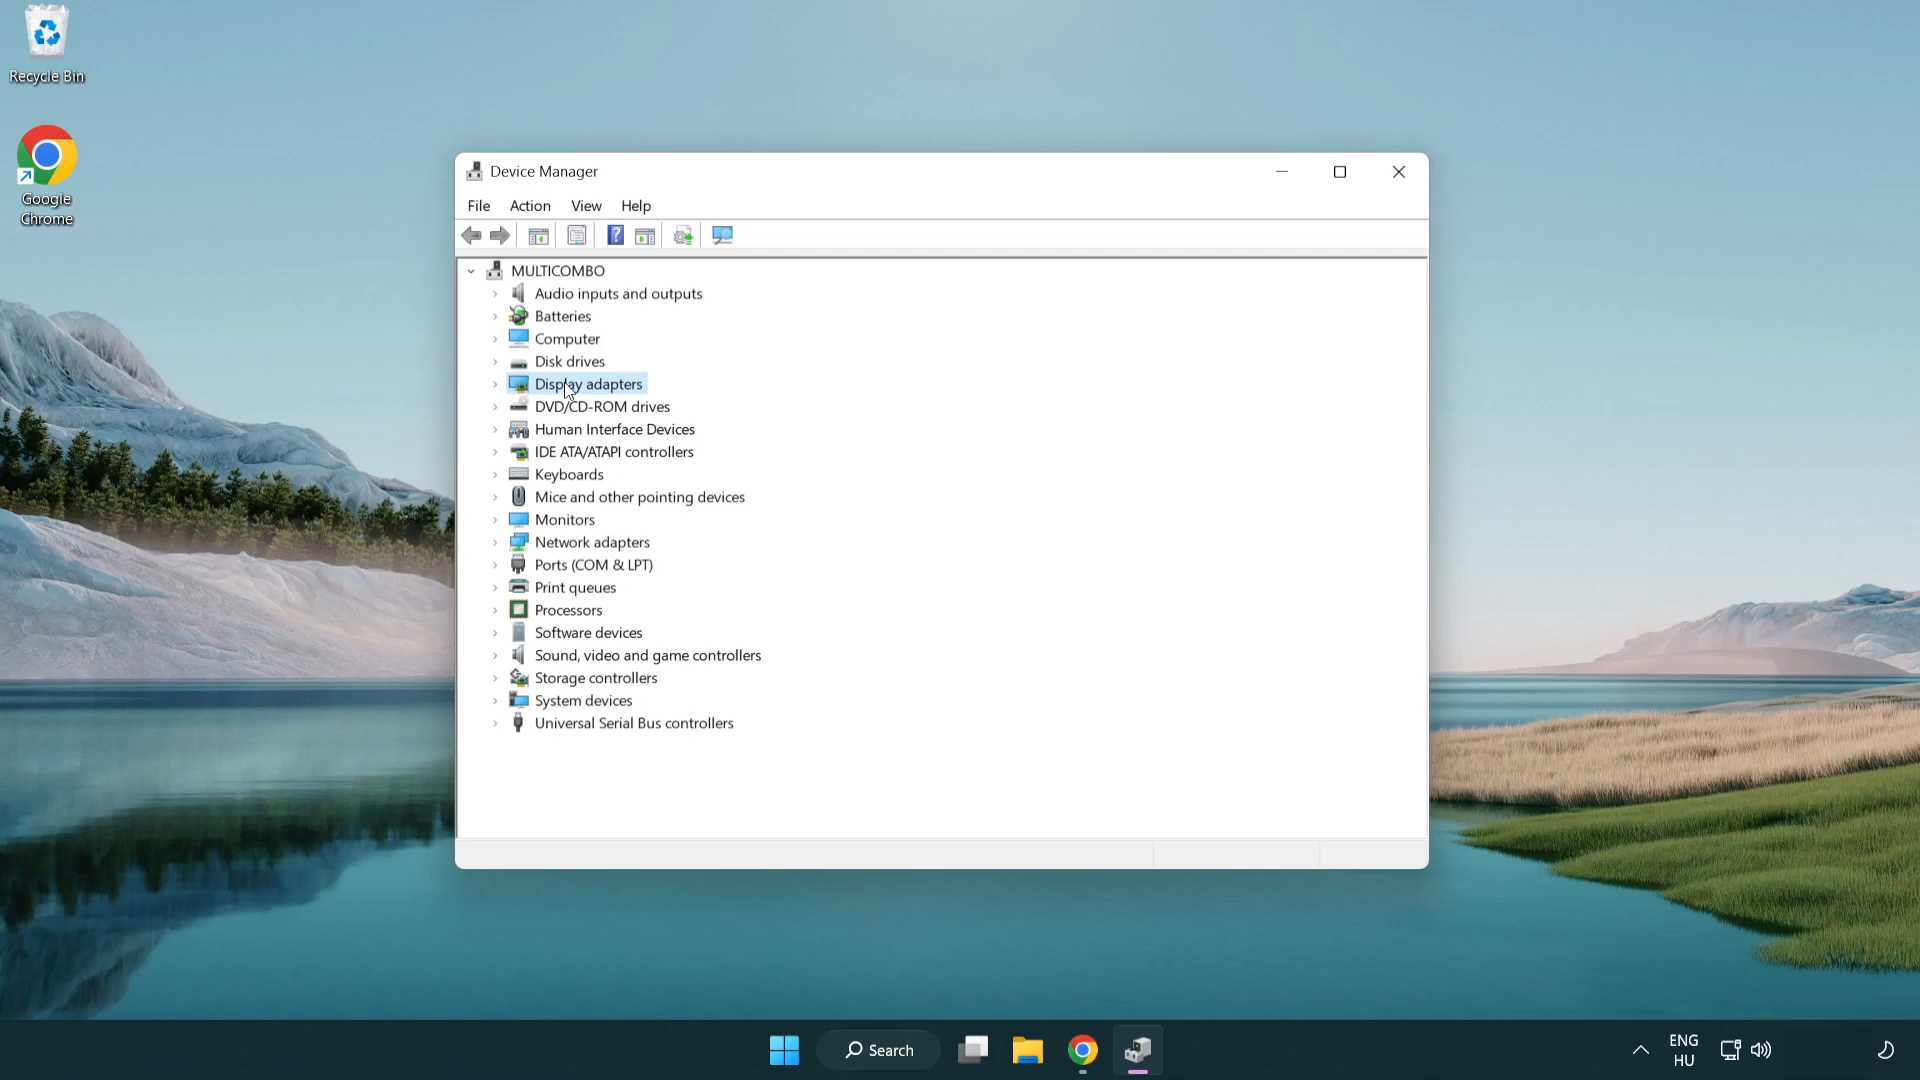 Recycle Bin
Google
Chrome
Device Manager
File Action View Help
MULTICOMBO
Audio inputs and outputs
Batteries
Computer
Disk drives
Display adapters
DVD/CD-ROM drives
Human Interface Devices
IDE ATA/ATAPI controllers
Keyboards
Mice and other pointing devices
Monitors
Network adapters
Ports (COM & LPT)
Print queues
Processors
Software devices
Sound, video and game controllers
Storage controllers
System devices
Universal Serial Bus controllers
Search
ENG
HU